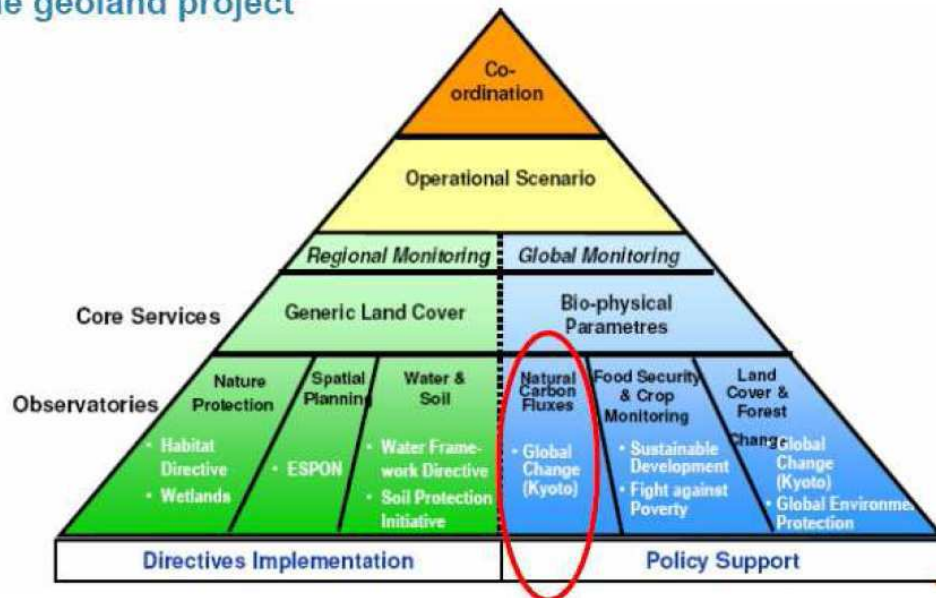 e geoland project
Co-
ordination
Operational Scenario
Regional Monitoring
Global Monitoring
Core Services
Generic Land Cover
Bio-physical
Parametres
Observatories
Nature
Protection
• Habitat
Directive
• Wetlands
Spatial
Planning
• ESPON
Water &
Soil
• Water Frame-
work Directive
• Soil Protection
Initiative
Natural
Carbon
Fluxes
• Global
Change
(Kyoto)
Food Security
& Crop
Monitoring
• Sustainable
Development
• Fight against
Poverty
Land
Cover &
Forest
Change
• Global
Change
(Kyoto)
• Global Environme
Protection
Directives Implementation
Policy Support